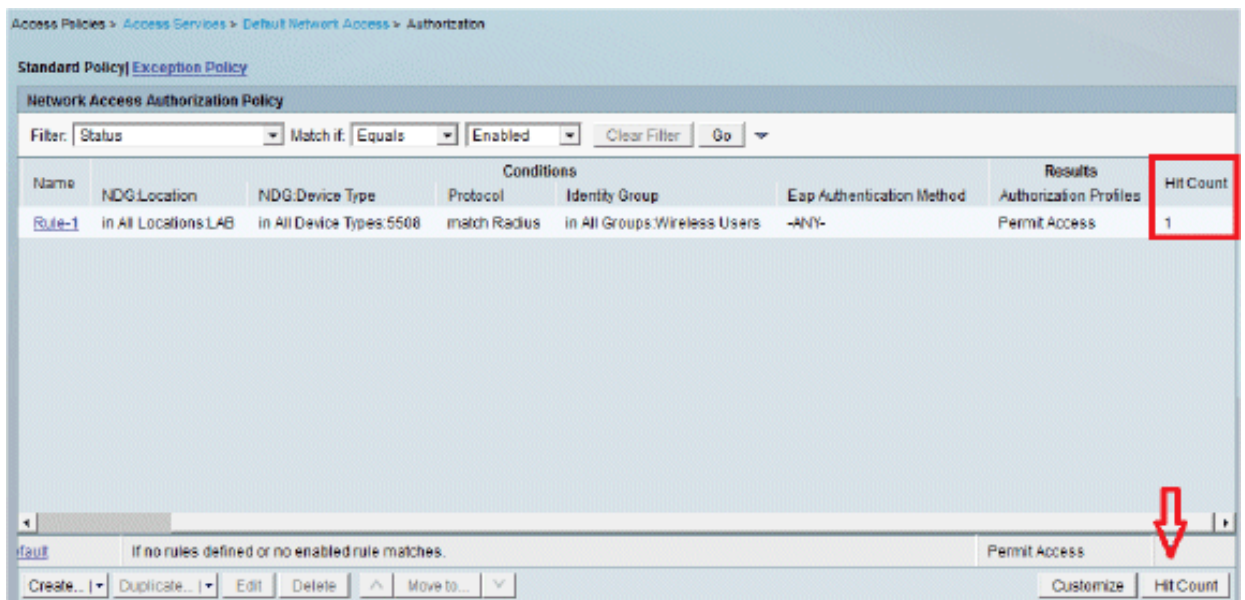 Access Policies > Access Services > Default Network Access > Authorization
Standard Policy| Exception Policy
Network Access Authorization Policy
Filter: Status Match if: Equals Enabled Clear Filter Go
Name Conditions Results Hit Count
NDG:Location NDG:Device Type Protocol Identity Group Eap Authentication Method Authorization Profiles
Rule-1 in All Locations:LAB in All Device Types:5508 match Radius in All Groups:Wireless Users -ANY- Permit Access 1
efault If no rules defined or no enabled rule matches. Permit Access
Create... Duplicate... Edit Delete Move to... Customize Hit Count